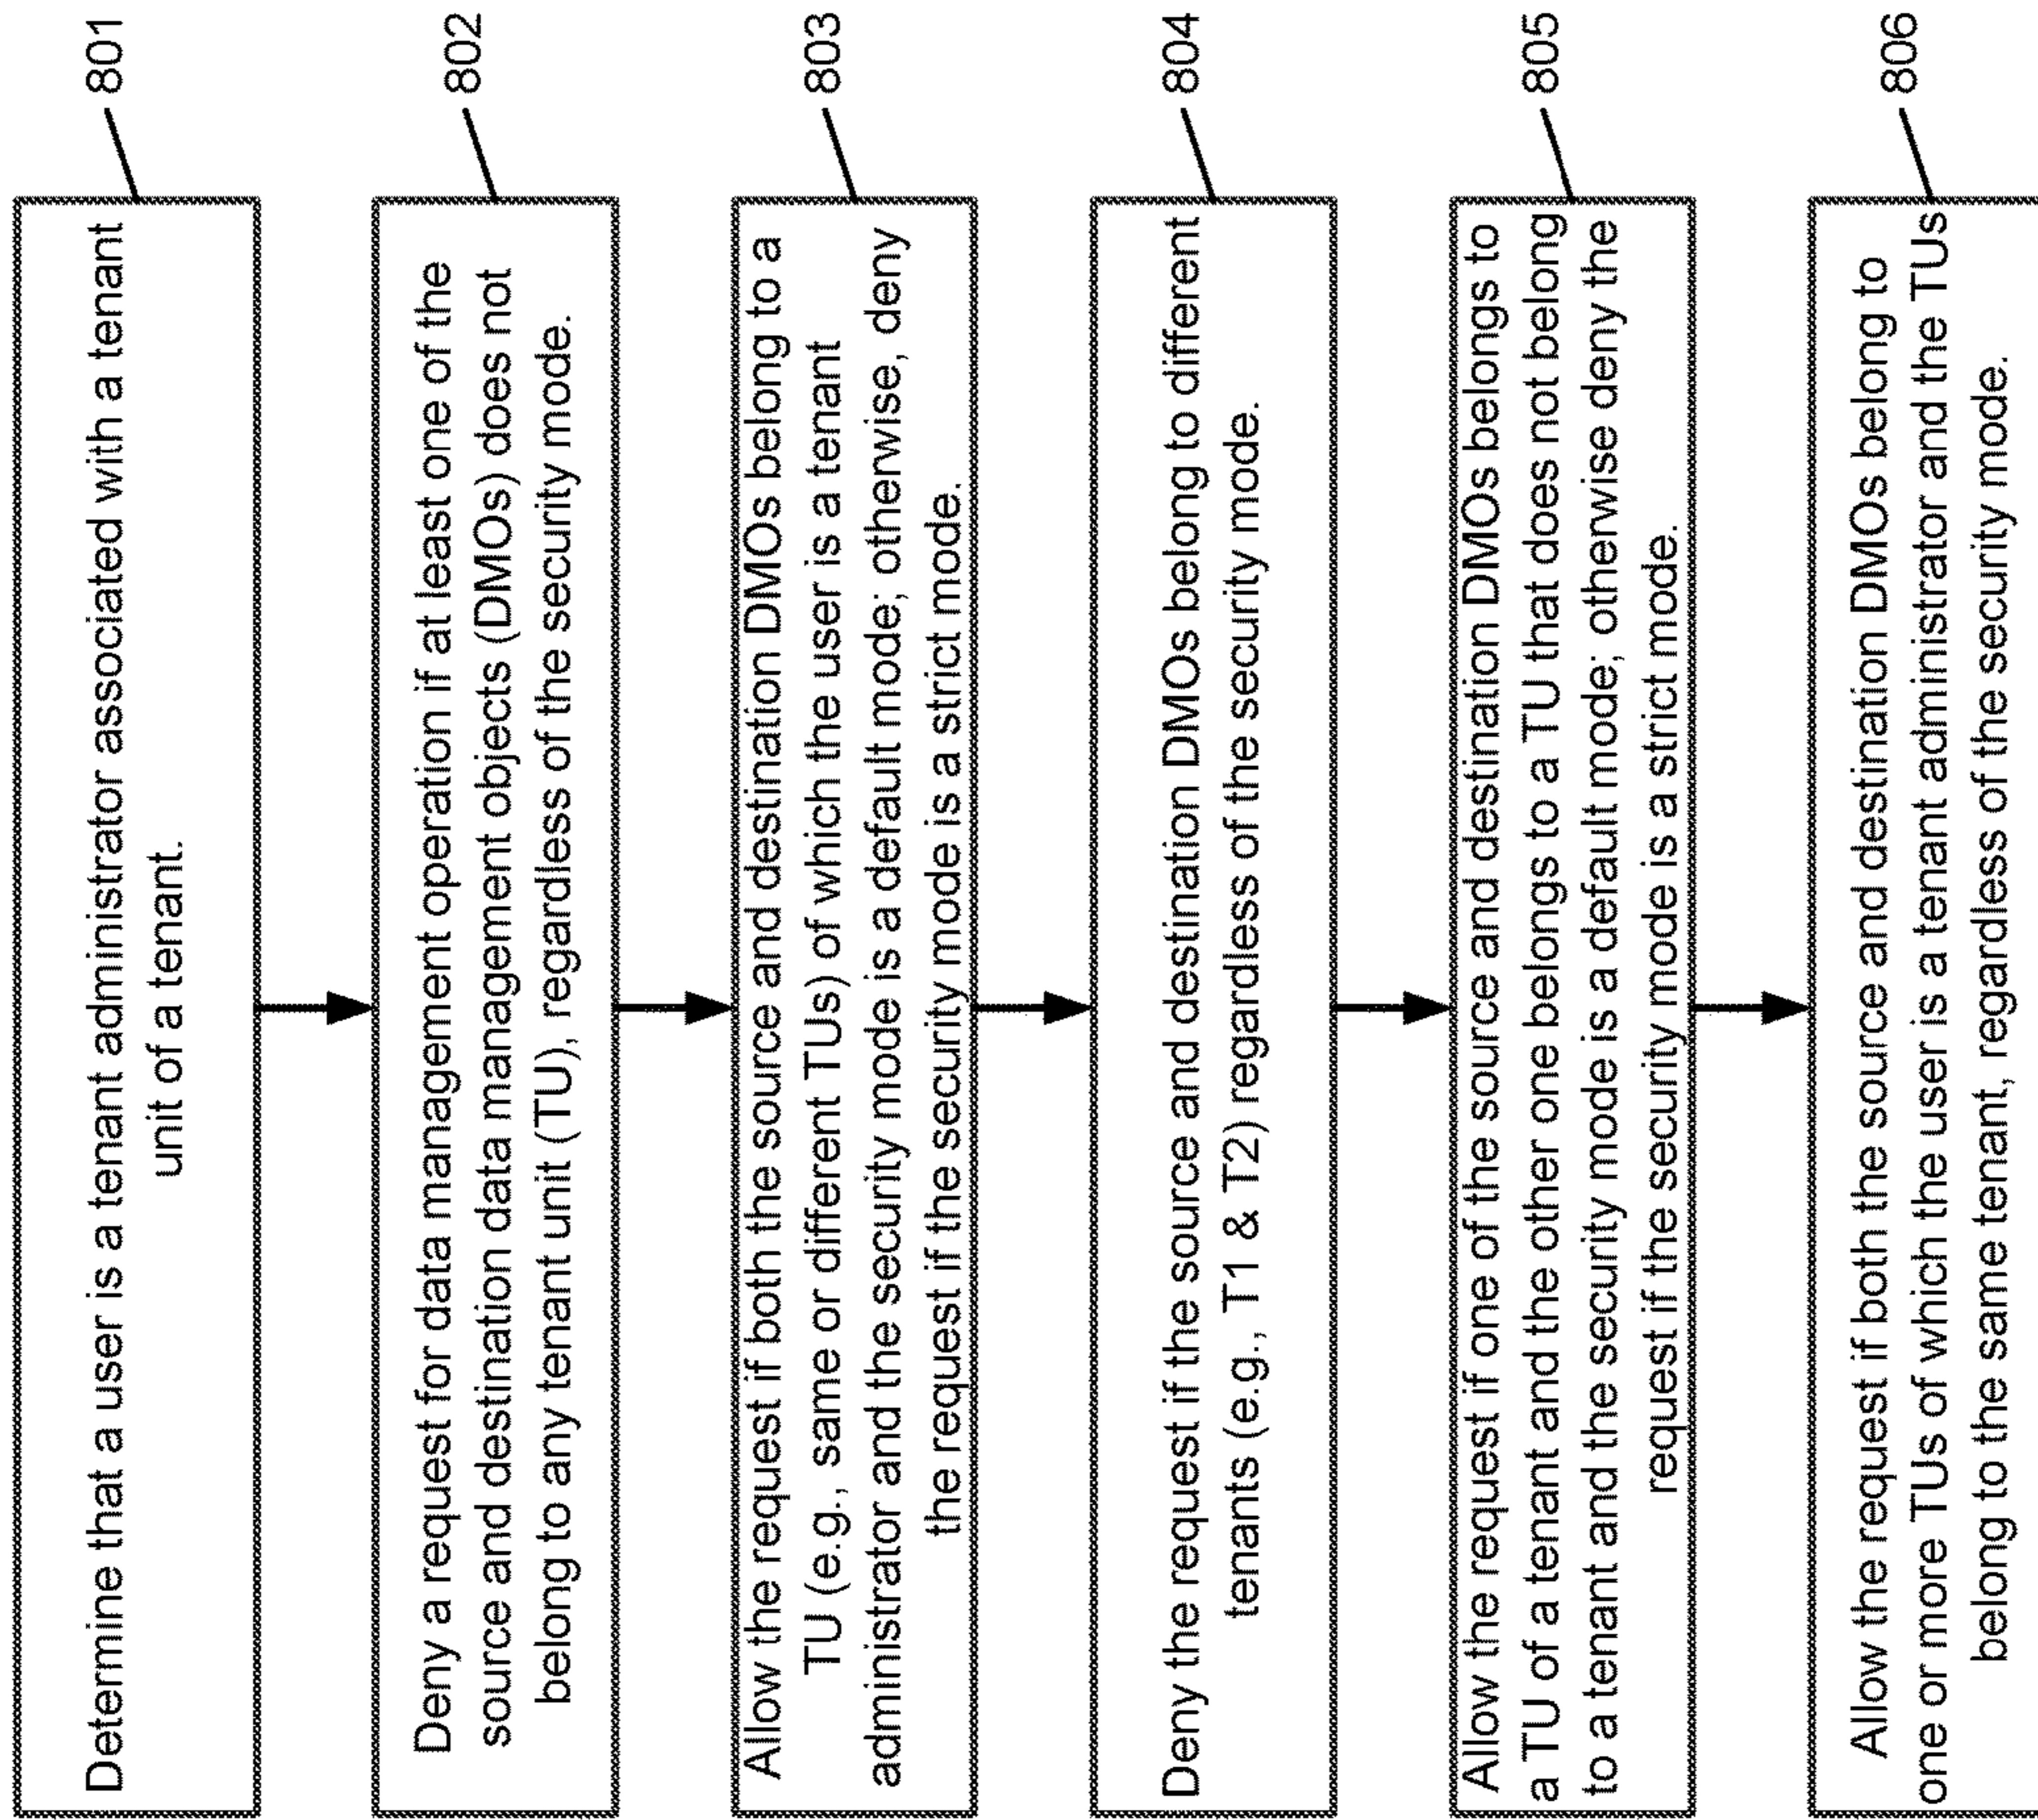 801
Determine that a user is a tenant administrator associated with a tenant
unit of a tenant.
802
Deny a request for data management operation if at least one of the
source and destination data management objects (DMOs) does not
belong to any tenant unit (TU), regardless of the security mode.
803
Allow the request if both the source and destination DMOs belong to a
TU (e.g., same or different TUs) of which the user is a tenant
administrator and the security mode is a default mode; otherwise, deny
the request if the security mode is a strict mode.
804
Deny the request if the source and destination DMOs belong to different
tenants (e.g., T1 & T2) regardless of the security mode.
805
Allow the request if one of the source and destination DMOs belongs to
a TU of a tenant and the other one belongs to a TU that does not belong
to a tenant and the security mode is a default mode; otherwise deny the
request if the security mode is a strict mode.
806
Allow the request if both the source and destination DMOs belong to
one or more TUs of which the user is a tenant administrator and the TUs
belong to the same tenant, regardless of the security mode.